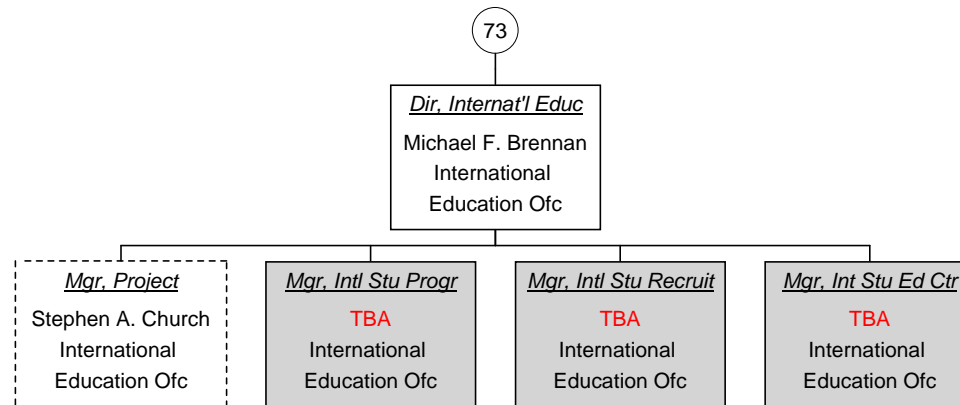 73
Dir, Internat'l Educ
Michael F. Brennan
International
Education Ofc
Mgr, Project
Stephen A. Church
International
Education Ofc
Mgr, Intl Stu Progr
TBA
International
Education Ofc
Mgr, Intl Stu Recruit
TBA
International
Education Ofc
Mgr, Int Stu Ed Ctr
TBA
International
Education Ofc